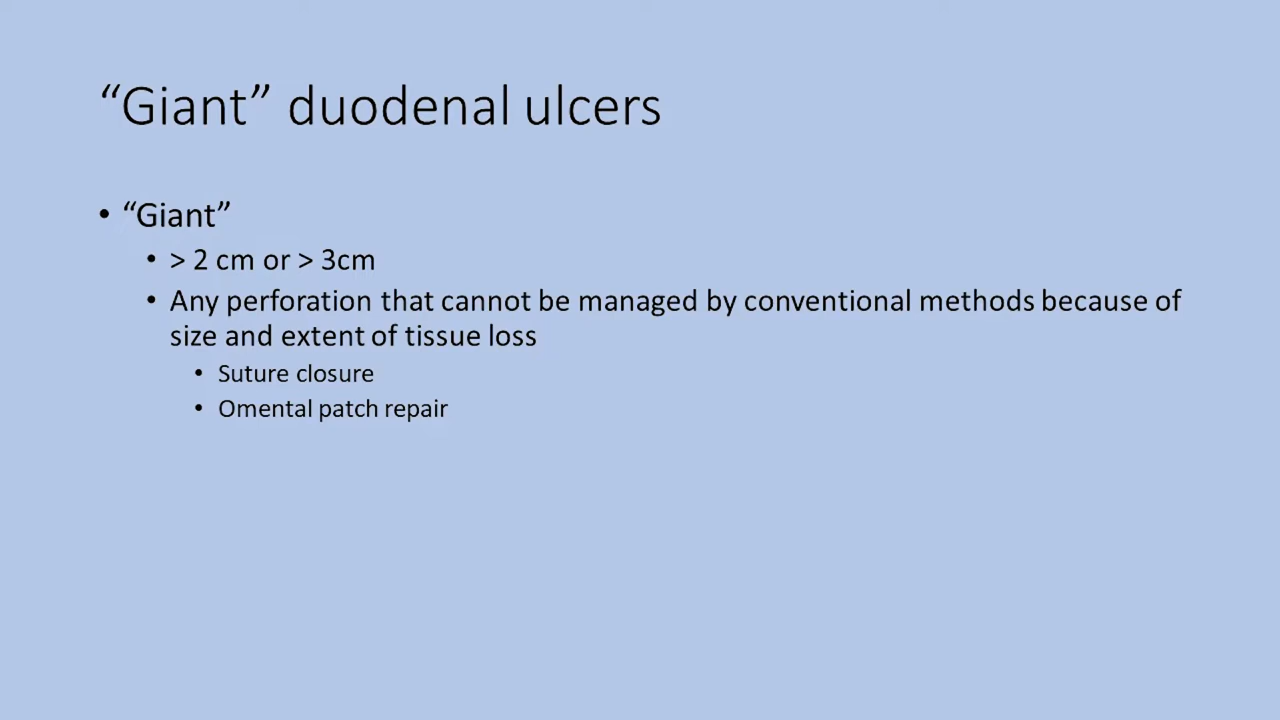 “Giant” duodenal ulcers
• “Giant”
• > 2 cm or > 3cm
• Any perforation that cannot be managed by conventional methods because of
size and extent of tissue loss
• Suture closure
• Omental patch repair